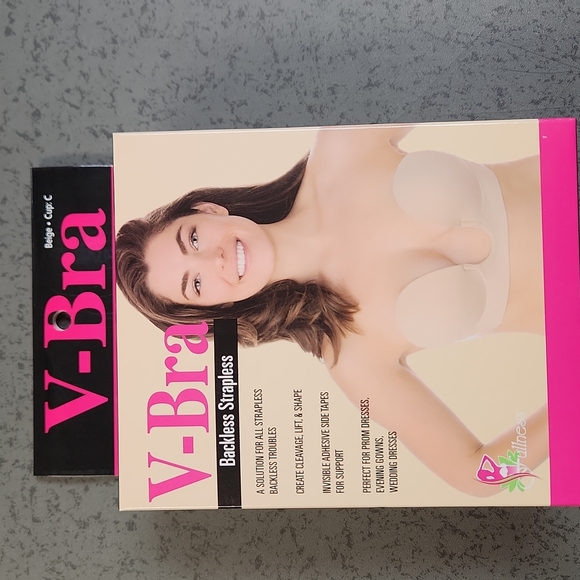 Beige • Cup: C
V-Bra
V-Bra
Backless Strapless
A SOLUTION FOR ALL STRAPLESS
BACKLESS TROUBLES
CREATE CLEAVAGE, LIFT, & SHAPE
INVISIBLE ADHESIVE SIDE TAPES
FOR SUPPORT
PERFECT FOR PROM DRESSES,
EVENING GOWNS,
WEDDING DRESSES